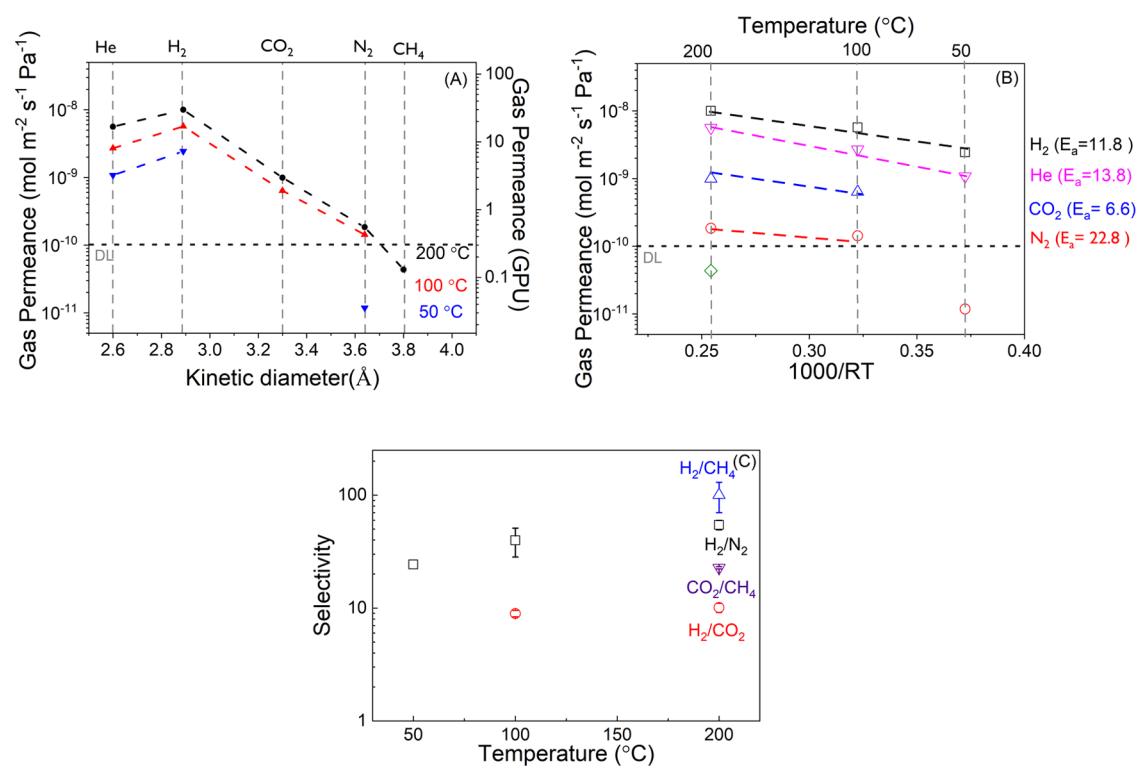 He H₂ CO₂ N₂ CH₄
(A)
Gas Permeance (mol m⁻² s⁻¹ Pa⁻¹)
10⁻⁸
10⁻⁹
10⁻¹⁰
10⁻¹¹
DL
200 °C
100 °C
50 °C
100
10
1
0.1
Gas Permeance (GPU)
2.6 2.8 3.0 3.2 3.4 3.6 3.8 4.0
Kinetic diameter(Å)
Temperature (°C)
200 100 50
(B)
Gas Permeance (mol m⁻² s⁻¹ Pa⁻¹)
10⁻⁸
10⁻⁹
10⁻¹⁰
10⁻¹¹
DL
H₂ (Eₐ=11.8 )
He (Eₐ=13.8)
CO₂ (Eₐ= 6.6)
N₂ (Eₐ= 22.8)
0.25 0.30 0.35 0.40
1000/RT
(C)
Selectivity
100
10
1
H₂/CH₄
H₂/N₂
CO₂/CH₄
H₂/CO₂
50 100 150 200
Temperature (°C)